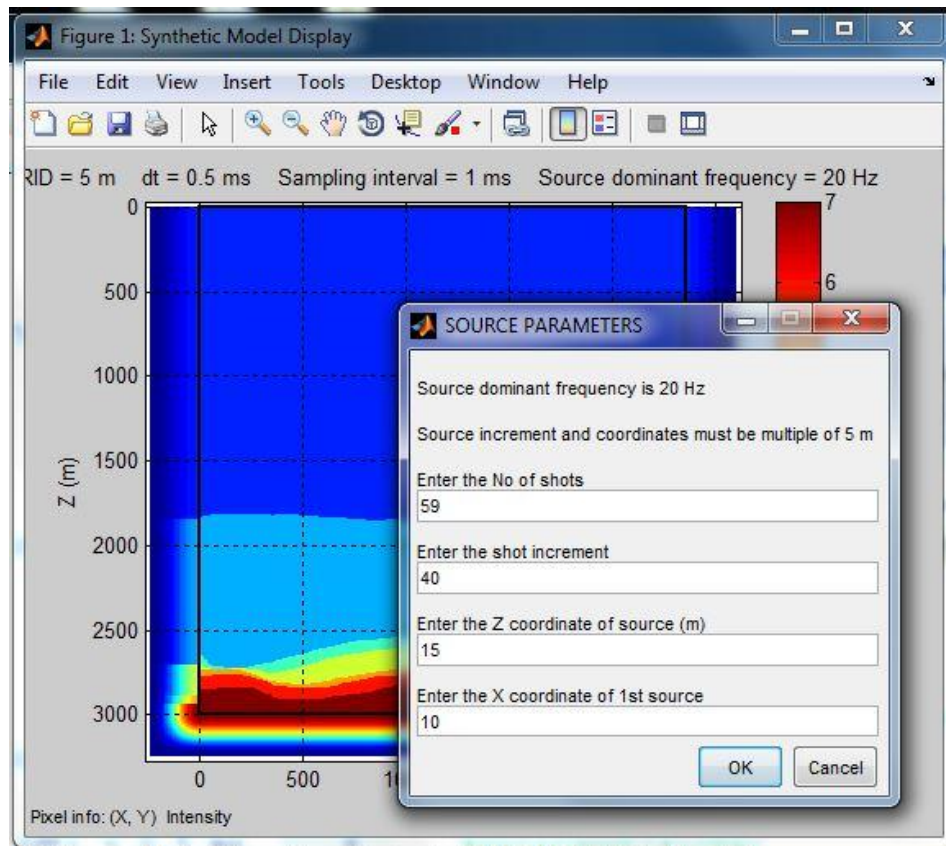 Figure 1: Synthetic Model Display
File Edit View Insert Tools Desktop Window Help
RID = 5 m dt = 0.5 ms Sampling interval = 1 ms Source dominant frequency = 20 Hz
0
500
1000
1500
2000
2500
3000
Z (m)
0 500
7
6
SOURCE PARAMETERS
Source dominant frequency is 20 Hz
Source increment and coordinates must be multiple of 5 m
Enter the No of shots
59
Enter the shot increment
40
Enter the Z coordinate of source (m)
15
Enter the X coordinate of 1st source
10
OK Cancel
Pixel info: (X, Y) Intensity